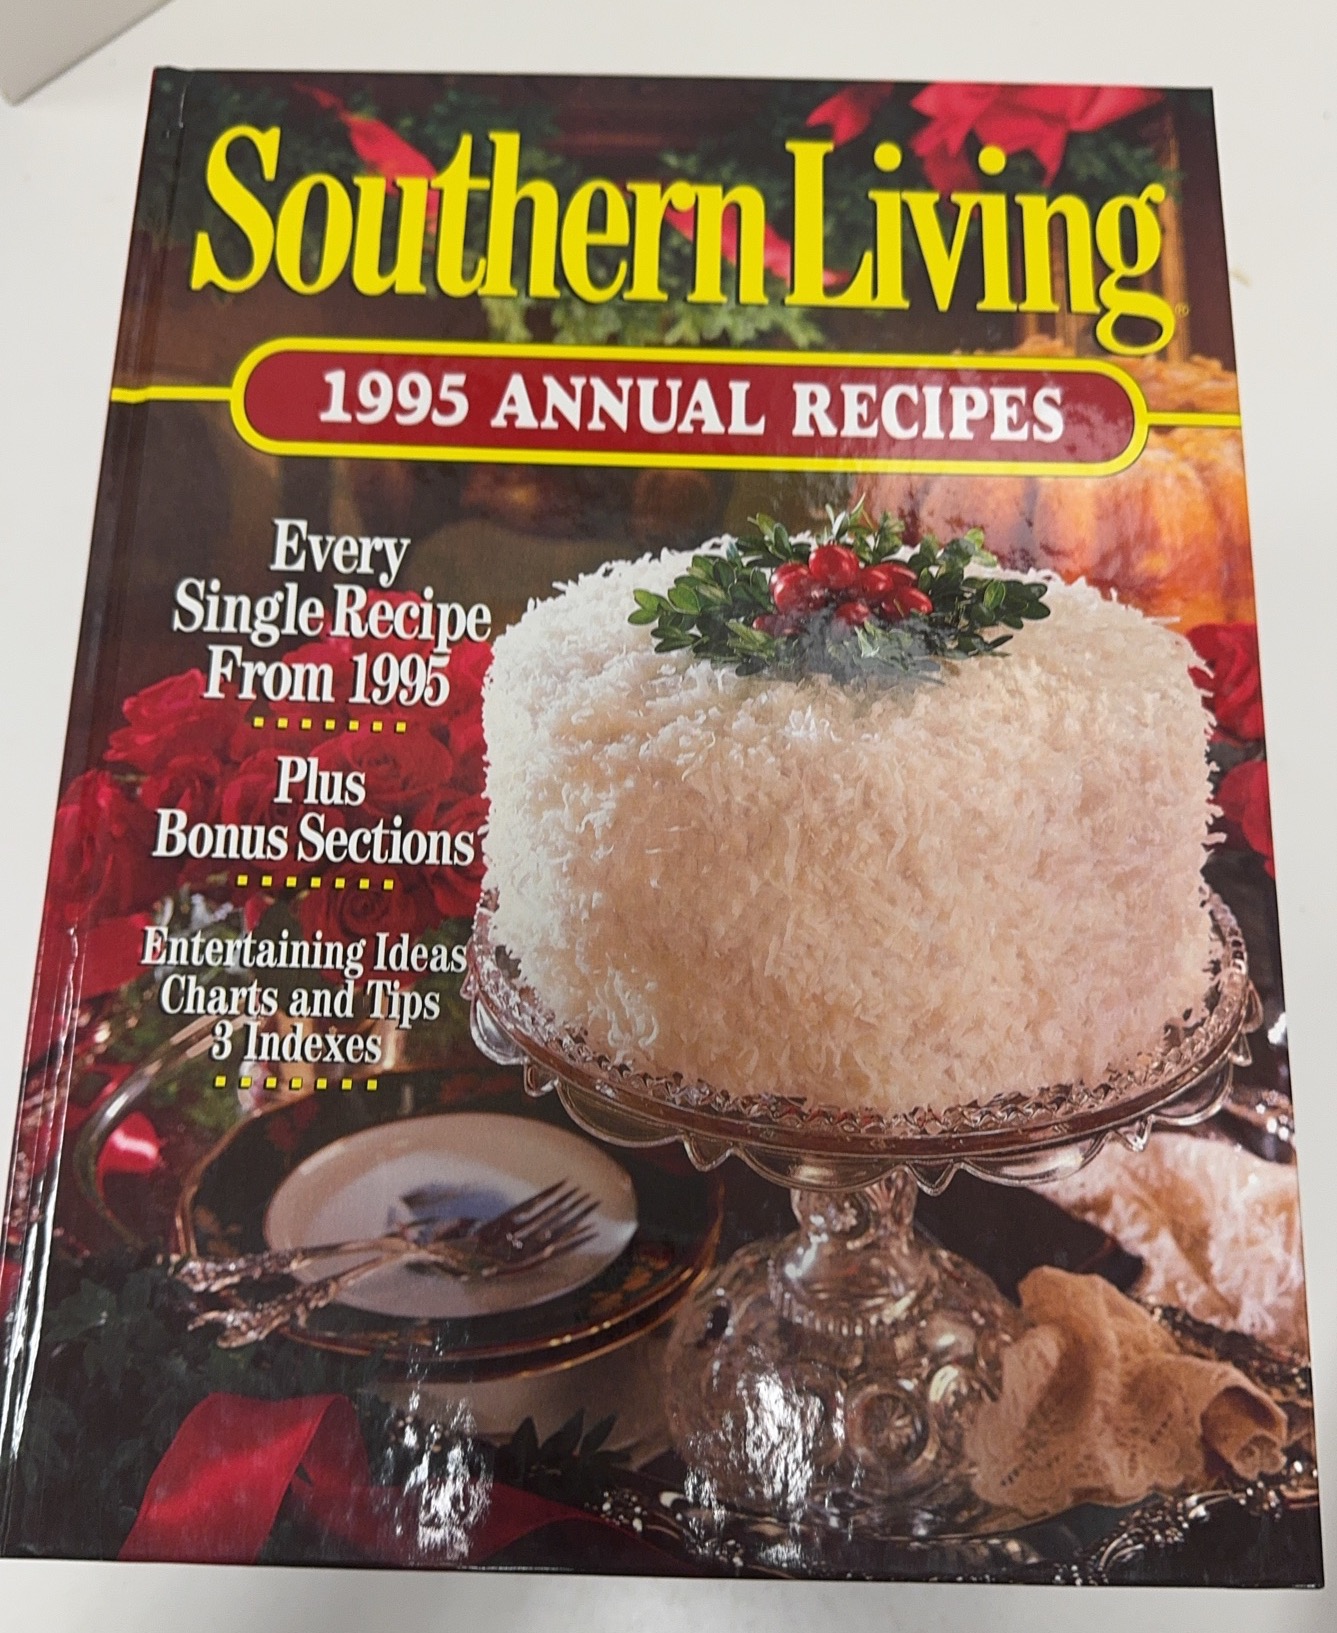 Southern Living®
1995 ANNUAL RECIPES
Every
Single Recipe
From 1995
Plus
Bonus Sections
Entertaining Ideas
Charts and Tips
3 Indexes